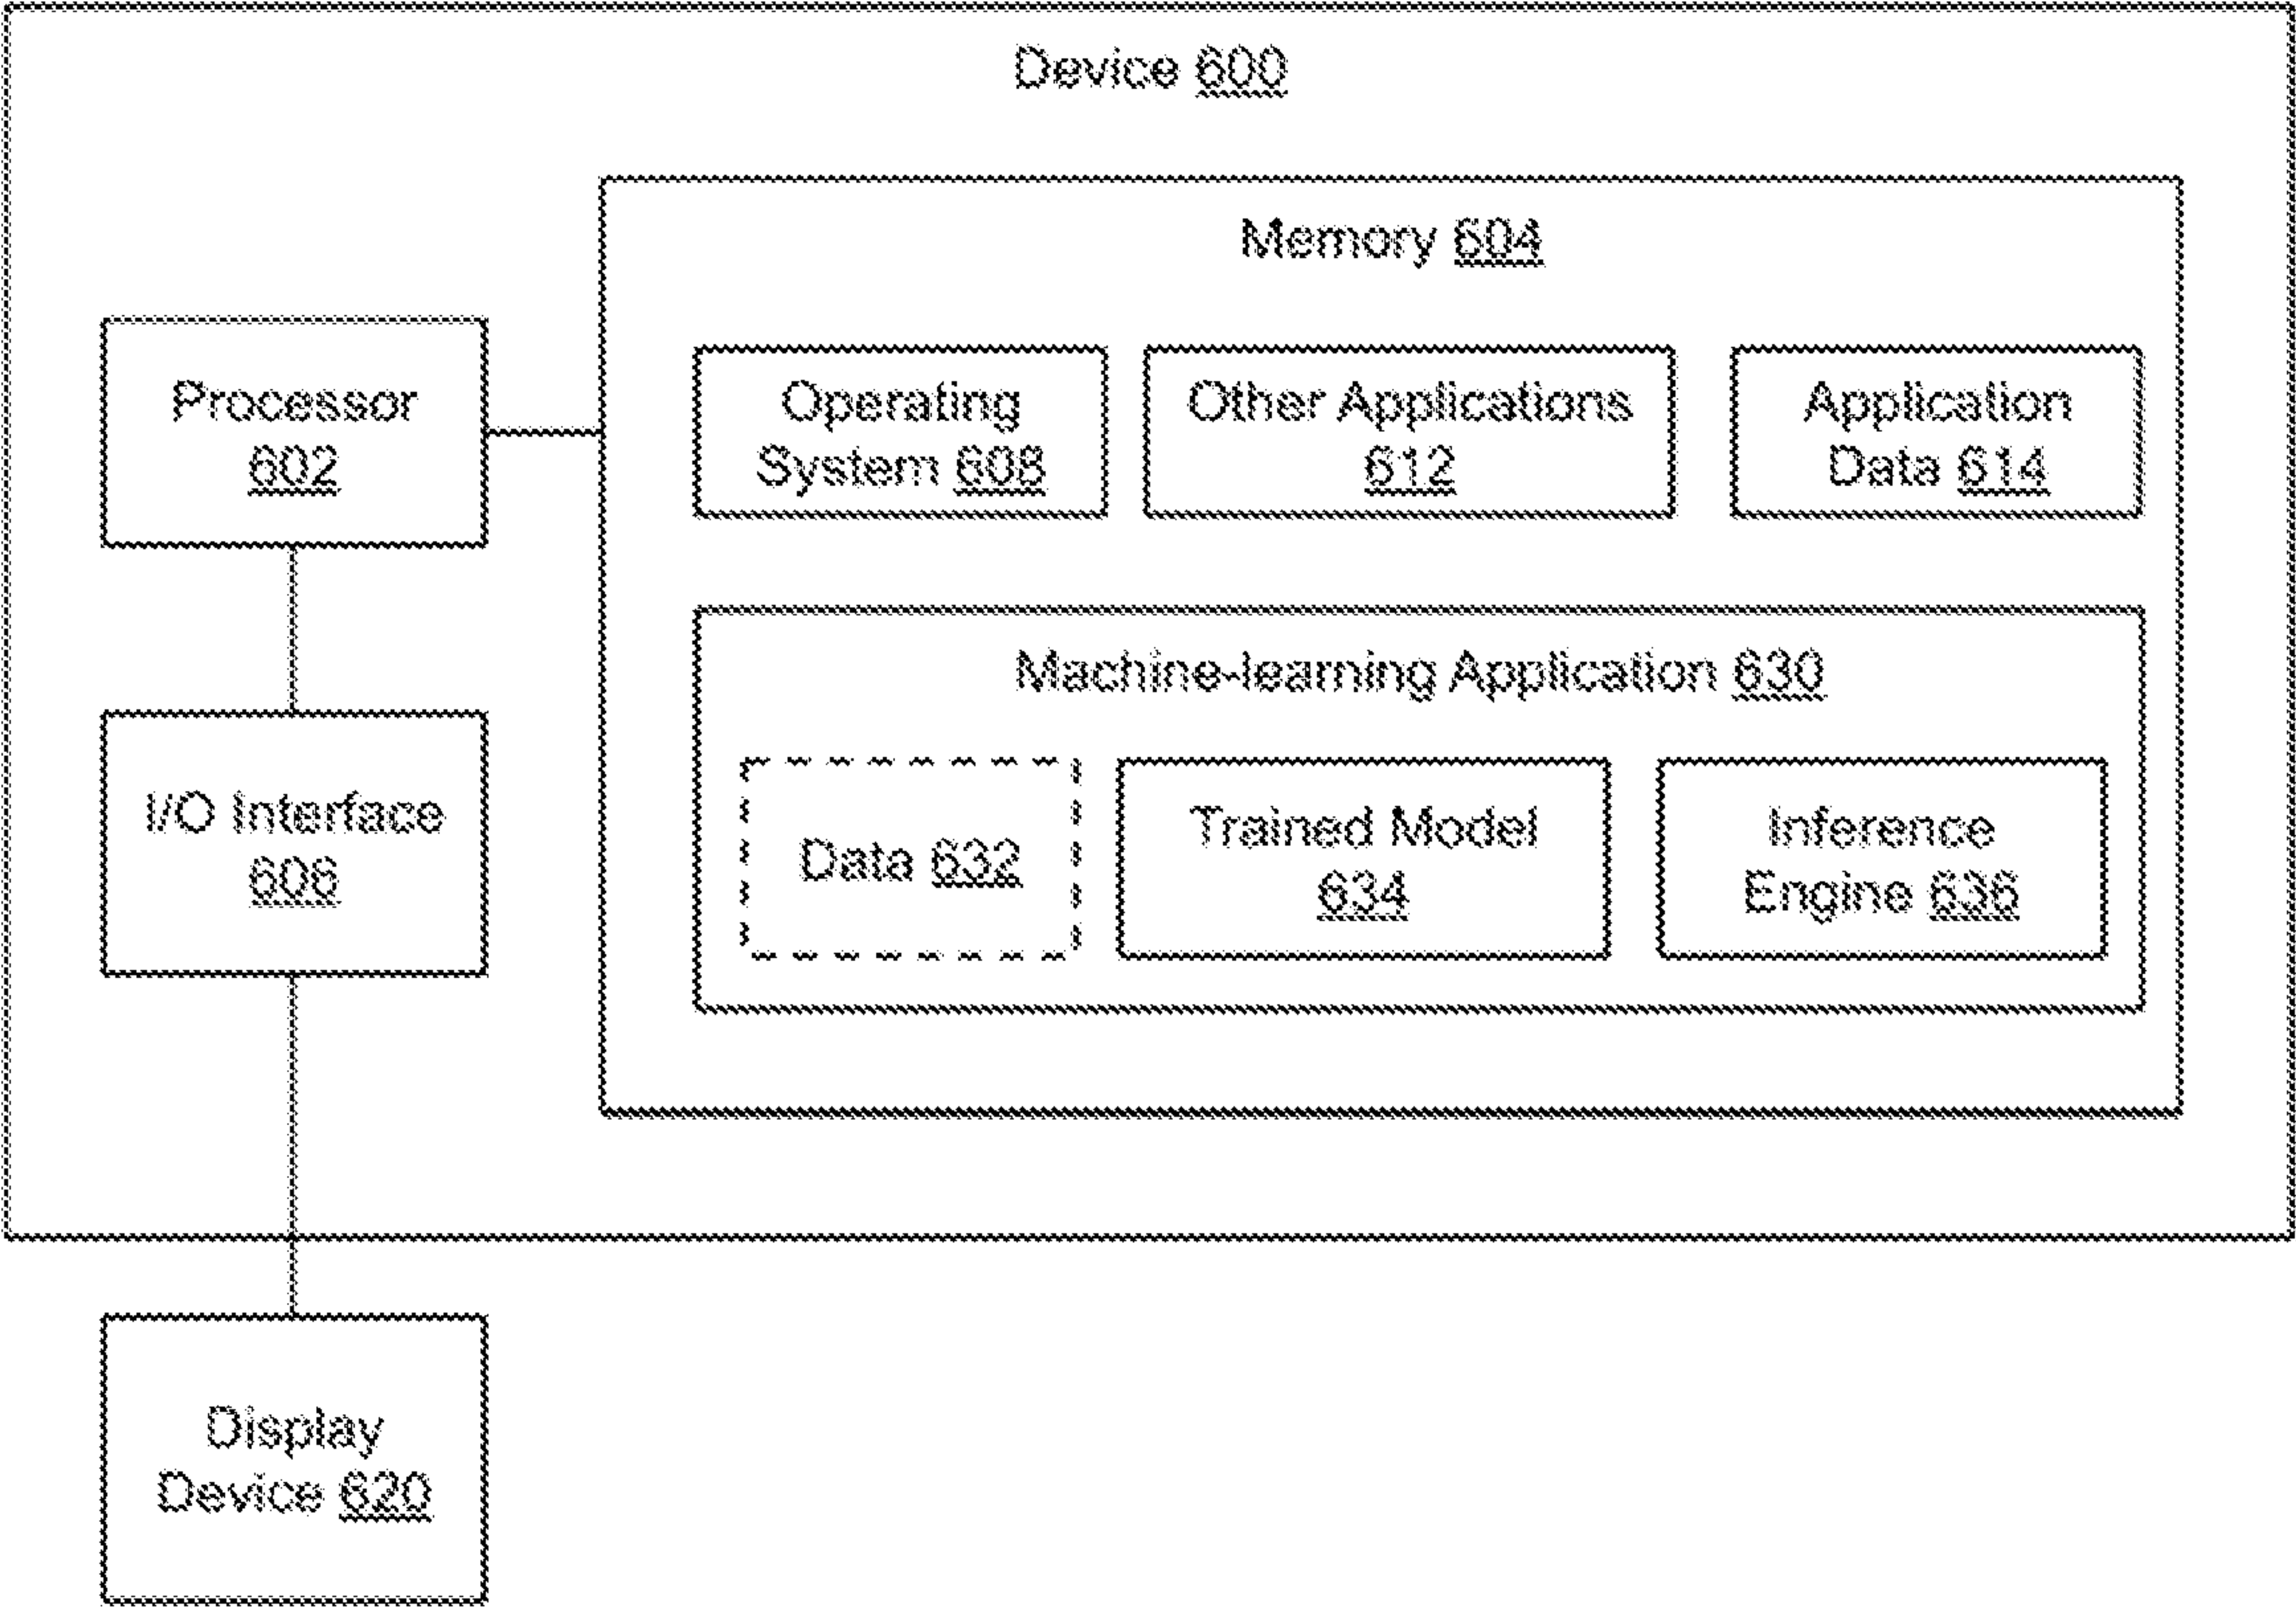 Device 600
Memory 604
Processor
602
Operating
System 608
Other Applications
612
Application
Data 614
Machine-learning Application 630
I/O Interface
606
Data 632
Trained Model
634
Inference
Engine 636
Display
Device 620